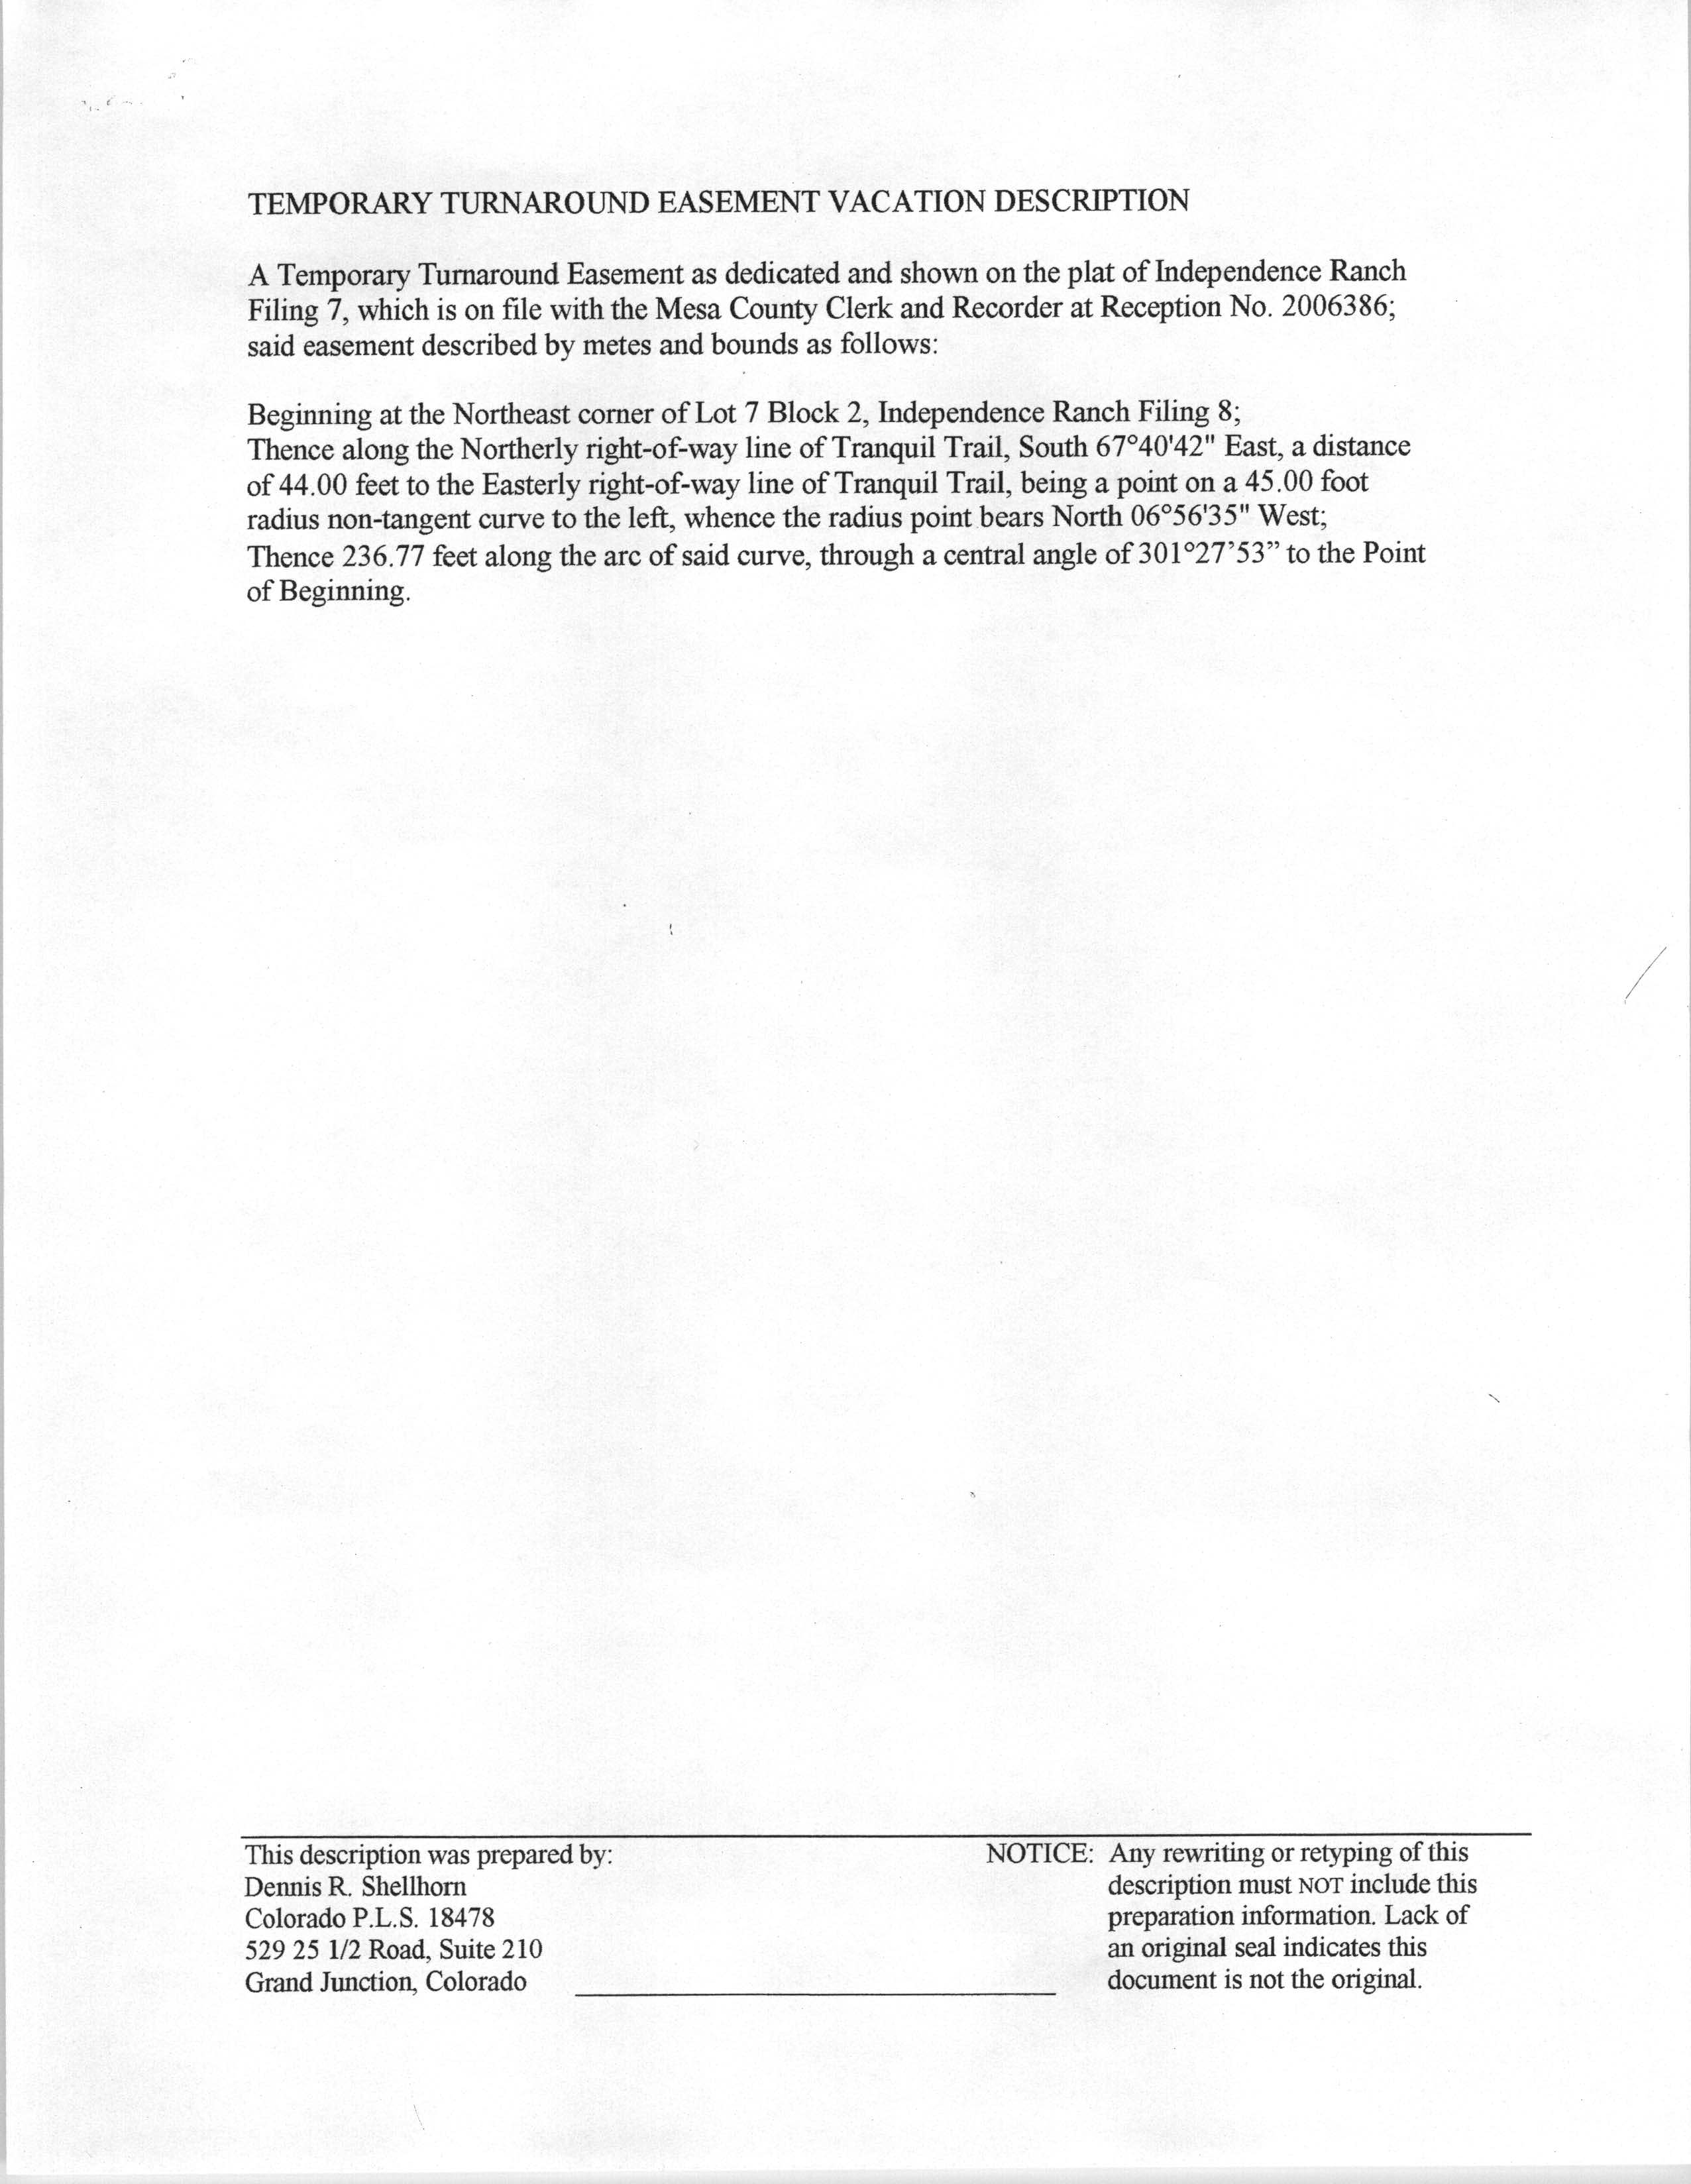 TEMPORARY TURNAROUND EASEMENT VACATION DESCRIPTION
A Temporary Turnaround Easement as dedicated and shown on the plat of Independence Ranch
Filing 7, which is on file with the Mesa County Clerk and Recorder at Reception No. 2006386;
said easement described by metes and bounds as follows:
Beginning at the Northeast corner of Lot 7 Block 2, Independence Ranch Filing 8;
Thence along the Northerly right-of-way line of Tranquil Trail, South 67°40'42" East, a distance
of 44.00 feet to the Easterly right-of-way line of Tranquil Trail, being a point on a 45.00 foot
radius non-tangent curve to the left, whence the radius point bears North 06°56'35" West;
Thence 236.77 feet along the arc of said curve, through a central angle of 301°27’53” to the Point
of Beginning.
This description was prepared by:
Dennis R. Shellhorn
Colorado P.L.S. 18478
529 25 1/2 Road, Suite 210
Grand Junction, Colorado
NOTICE: Any rewriting or retyping of this
description must NOT include this
preparation information. Lack of
an original seal indicates this
document is not the original.